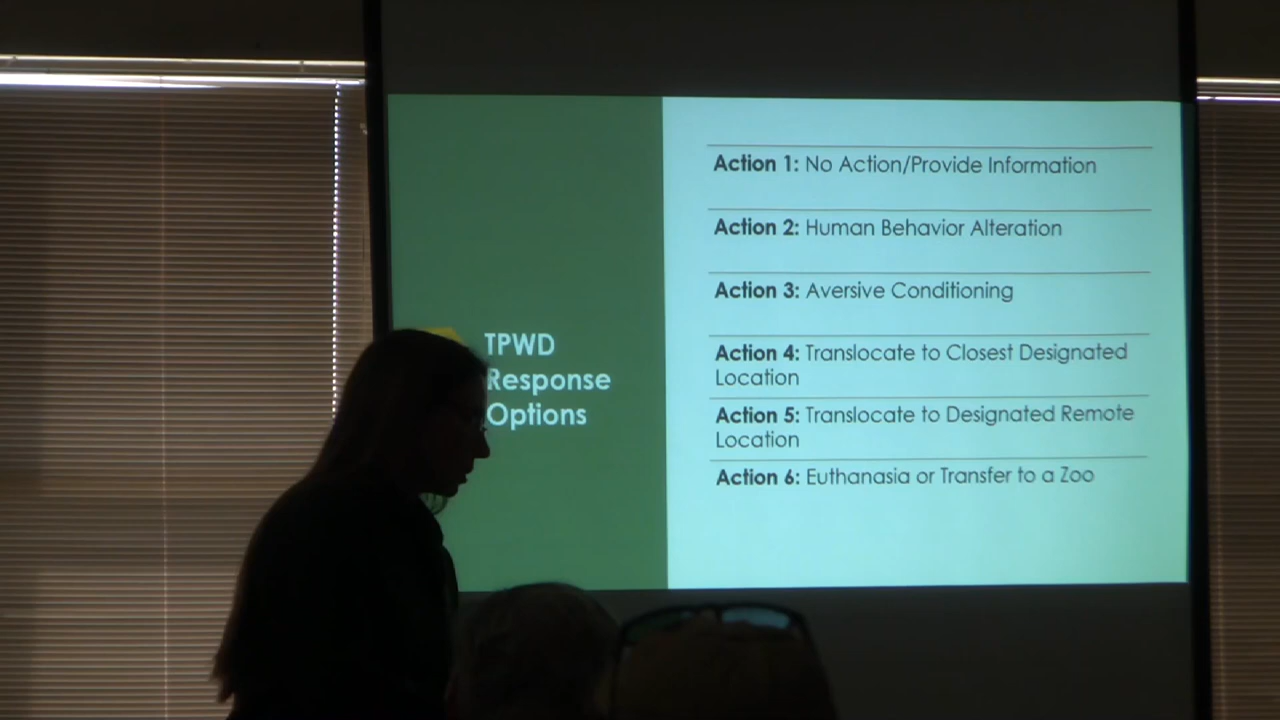 TPWD
Response
Options
Action 1: No Action/Provide Information
Action 2: Human Behavior Alteration
Action 3: Aversive Conditioning
Action 4: Translocate to Closest Designated
Location
Action 5: Translocate to Designated Remote
Location
Action 6: Euthanasia or Transfer to a Zoo